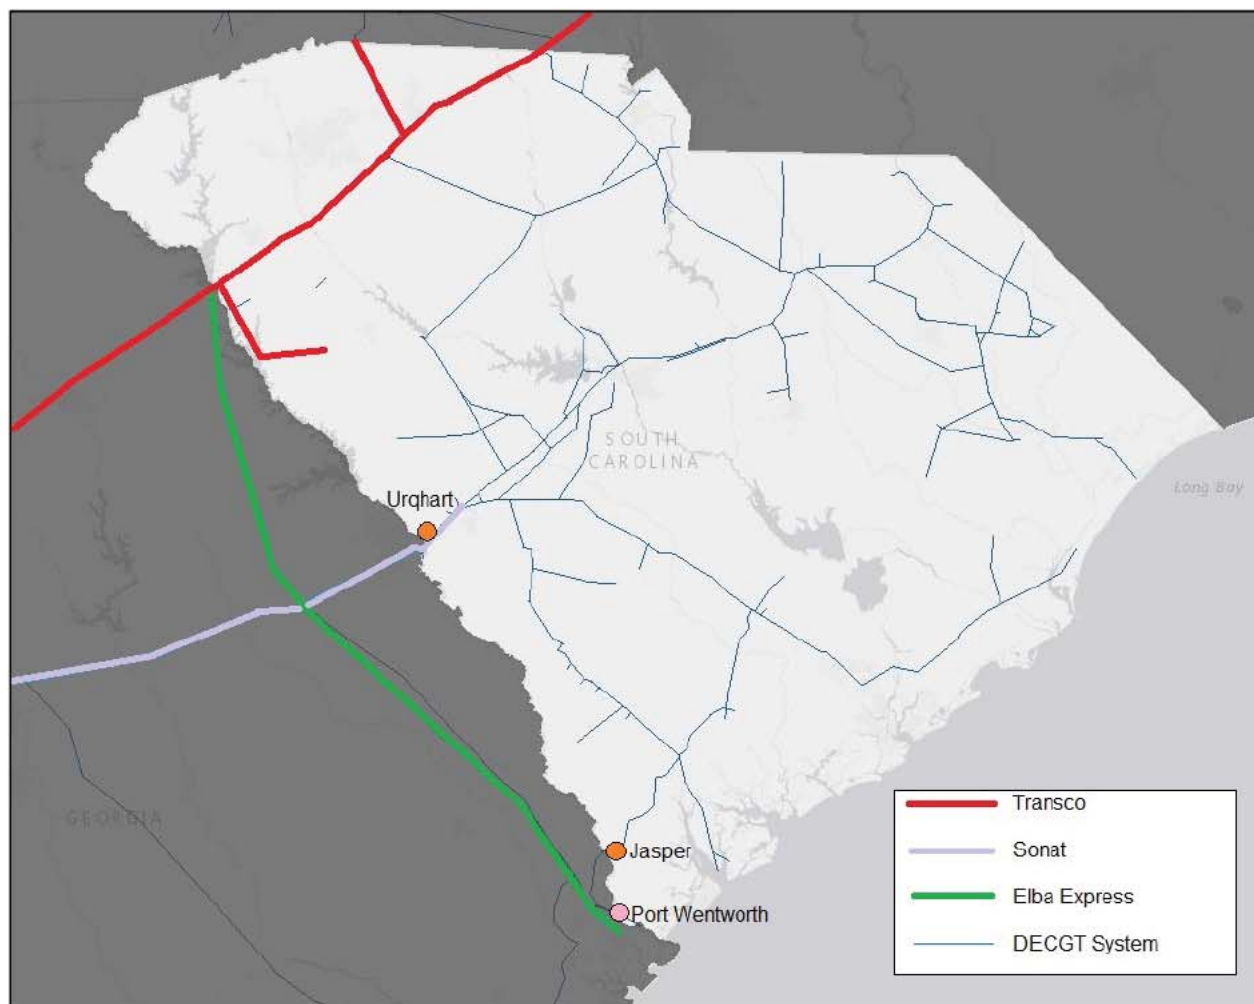 Urqhart
SOUTH
CAROLINA
Long Bay
GEORGIA
Jasper
Port Wentworth
Transco
Sonat
Elba Express
DECGT System